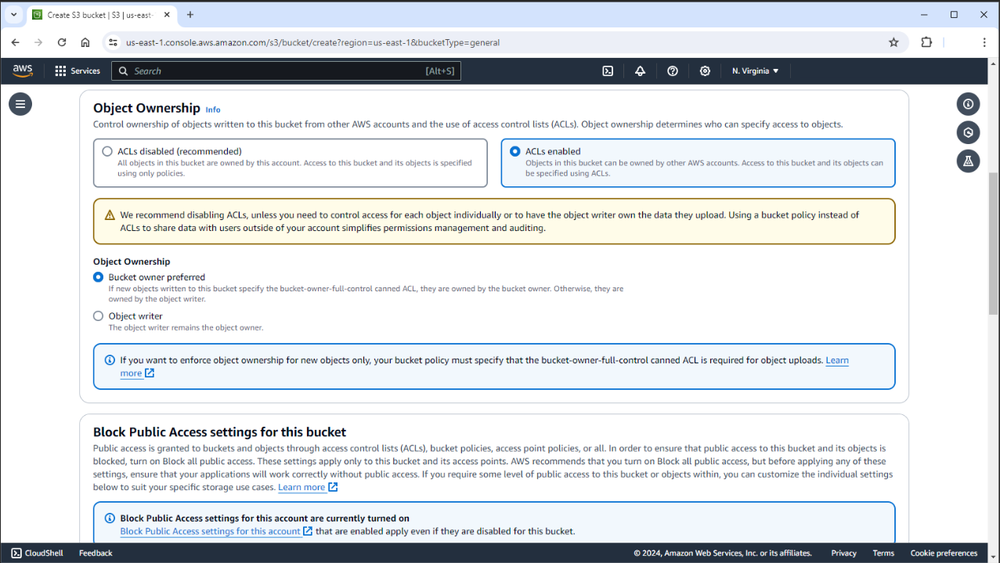 Create S3 bucket | S3 | us-east-
us-east-1.console.aws.amazon.com/s3/bucket/create?region=us-east-1&bucketType=general
aws
Services
Search
[Alt+S]
N. Virginia
Object Ownership Info
Control ownership of objects written to this bucket from other AWS accounts and the use of access control lists (ACLs). Object ownership determines who can specify access to objects.
ACLs disabled (recommended)
All objects in this bucket are owned by this account. Access to this bucket and its objects is specified
using only policies.
ACLs enabled
Objects in this bucket can be owned by other AWS accounts. Access to this bucket and its objects can
be specified using ACLs.
We recommend disabling ACLs, unless you need to control access for each object individually or to have the object writer own the data they upload. Using a bucket policy instead of
ACLs to share data with users outside of your account simplifies permissions management and auditing.
Object Ownership
Bucket owner preferred
If new objects written to this bucket specify the bucket-owner-full-control canned ACL, they are owned by the bucket owner. Otherwise, they are
owned by the object writer.
Object writer
The object writer remains the object owner.
If you want to enforce object ownership for new objects only, your bucket policy must specify that the bucket-owner-full-control canned ACL is required for object uploads. Learn
more
Block Public Access settings for this bucket
Public access is granted to buckets and objects through access control lists (ACLs), bucket policies, access point policies, or all. In order to ensure that public access to this bucket and its objects is
blocked, turn on Block all public access. These settings apply only to this bucket and its access points. AWS recommends that you turn on Block all public access, but before applying any of these
settings, ensure that your applications will work correctly without public access. If you require some level of public access to this bucket or objects within, you can customize the individual settings
below to suit your specific storage use cases. Learn more
Block Public Access settings for this account are currently turned on
Block Public Access settings for this account that are enabled apply even if they are disabled for this bucket.
CloudShell
Feedback
© 2024, Amazon Web Services, Inc. or its affiliates.
Privacy
Terms
Cookie preferences